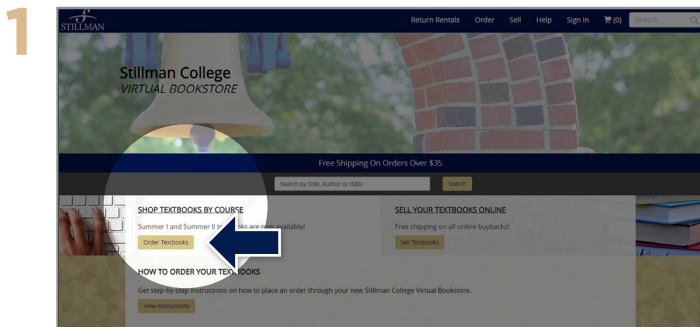 1
STILLMAN
Return Rentals Order Sell Help Sign In (0) Search
Stillman College
VIRTUAL BOOKSTORE
Free Shipping On Orders Over $35
Search by Title, Author or ISBN Search
SHOP TEXTBOOKS BY COURSE
Summer I and Summer II are now available!
Order Textbooks
SELL YOUR TEXTBOOKS ONLINE
Free shipping on all online buybacks!
Sell Textbooks
HOW TO ORDER YOUR TEXTBOOKS
Get step-by-step instructions on how to place an order through your new Stillman College Virtual Bookstore.
View Instructions